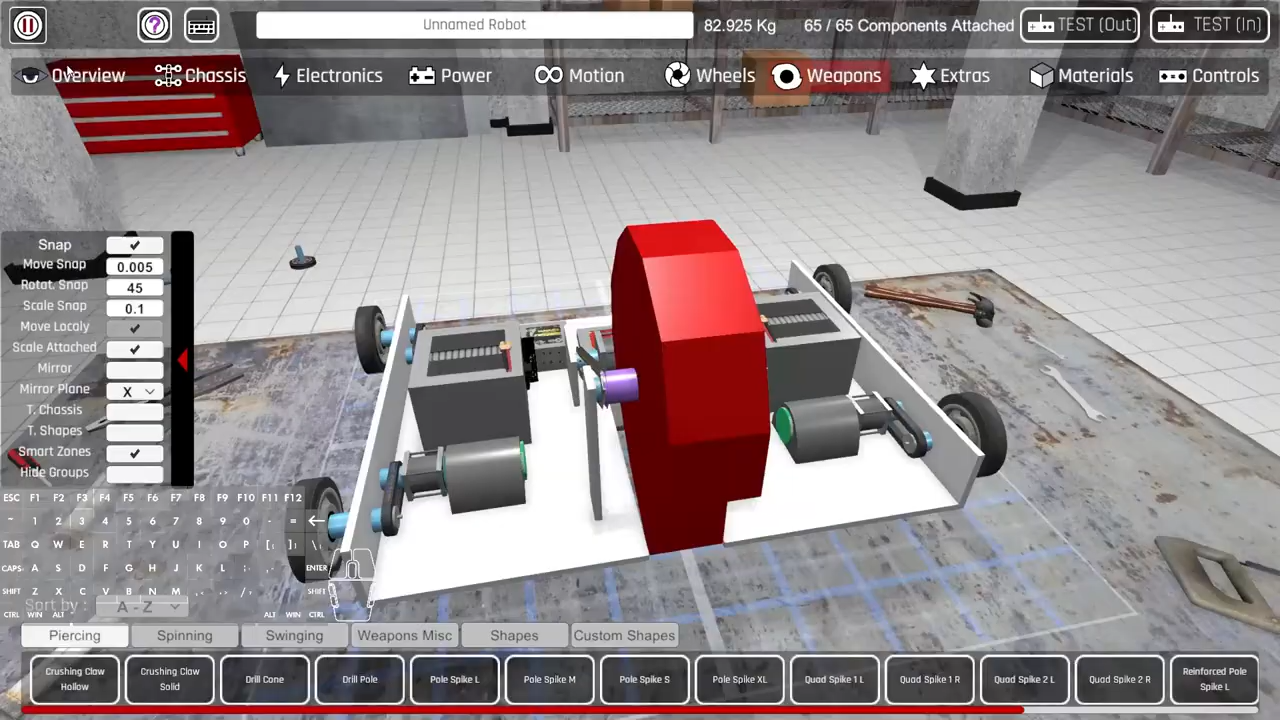 Unnamed Robot
82.925 Kg
65 / 65 Components Attached
TEST (Out)
TEST (In)
Overview
Chassis
Electronics
Power
Motion
Wheels
Weapons
Extras
Materials
Controls
Snap
Move Snap 0.005
Rotat. Snap 45
Scale Snap 0.1
Move Localy
Scale Attached
Mirror
Mirror Plane X
T. Chassis
T. Shapes
Smart Zones
Hide Groups
ESC F1 F2 F3 F4 F5 F6 F7 F8 F9 F10 F11 F12
~ 1 2 3 4 5 6 7 8 9 0 - =
TAB Q W E R T Y U I O P [ ] \
CAPS A S D F G H J K L ; ENTER
SHIFT Z X C V B N M , . / SHIFT
CTRL WIN ALT ALT WIN CTRL
Sort by : A - Z
Piercing
Spinning
Swinging
Weapons Misc
Shapes
Custom Shapes
Crushing Claw Hollow
Crushing Claw Solid
Drill Cone
Drill Pole
Pole Spike L
Pole Spike M
Pole Spike S
Pole Spike XL
Quad Spike 1 L
Quad Spike 1 R
Quad Spike 2 L
Quad Spike 2 R
Reinforced Pole Spike L